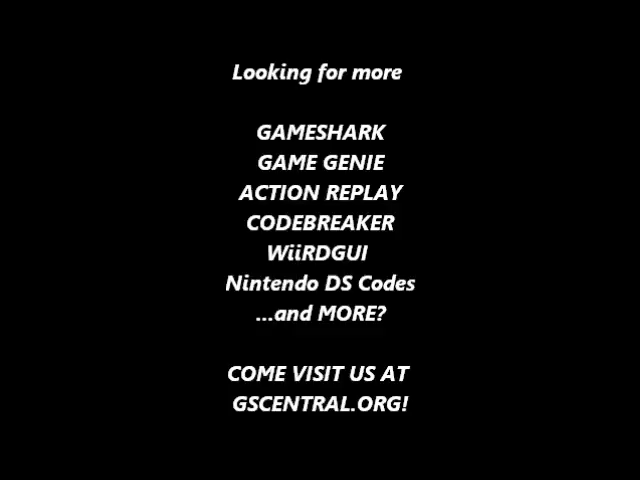 Looking for more
GAMESHARK
GAME GENIE
ACTION REPLAY
CODEBREAKER
WiiRDGUI
Nintendo DS Codes
...and MORE?
COME VISIT US AT
GSCENTRAL.ORG!